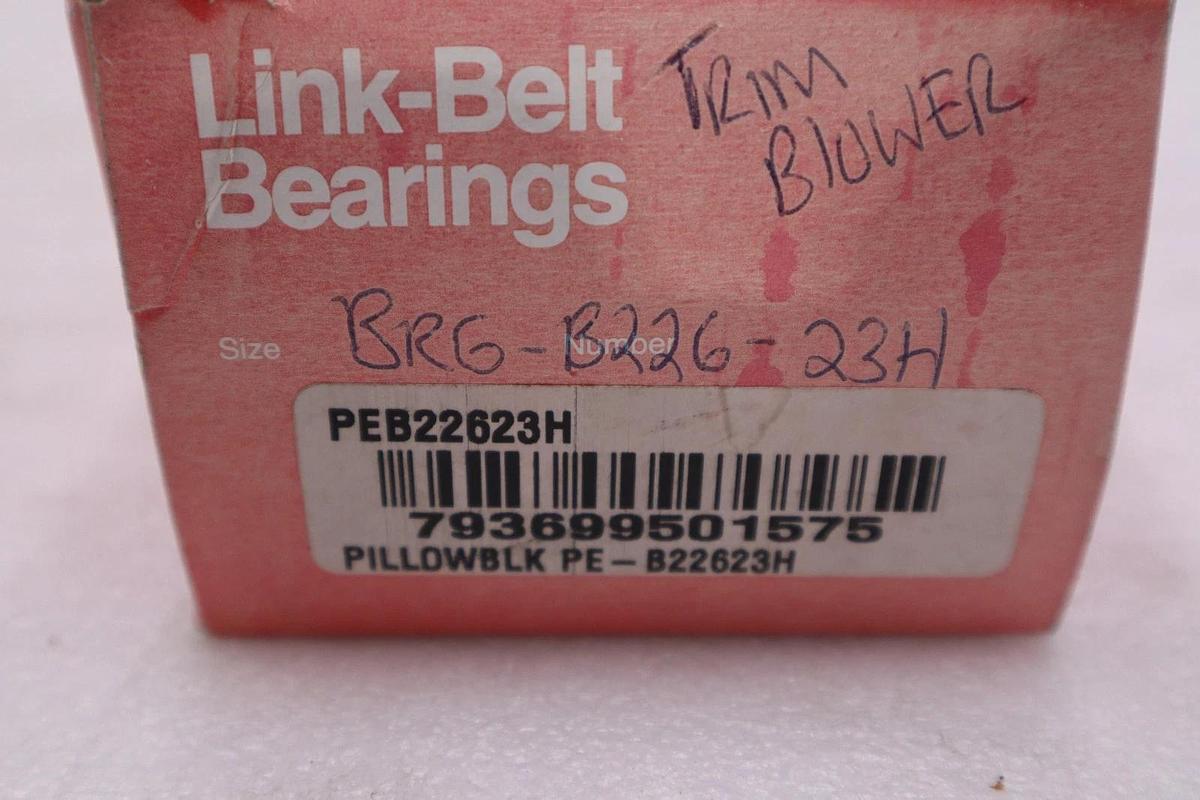 Link-Belt
Bearings
TRIM
BLOWER
Size
Number
BRG-B226-23H
PEB22623H
793699501575
PILLOWBLK PE-B22623H